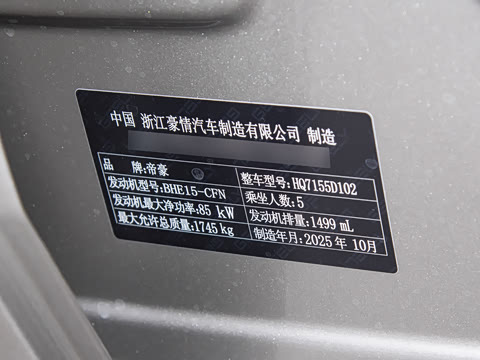 中国 浙江豪情汽车制造有限公司 制造
品 牌:帝豪 整车型号:HQ7155D102
发动机型号:BHE15-CFN 乘坐人数:5
发动机最大净功率:85 kW 发动机排量:1499 mL
最大允许总质量:1745 kg 制造年月:2025 年 10月